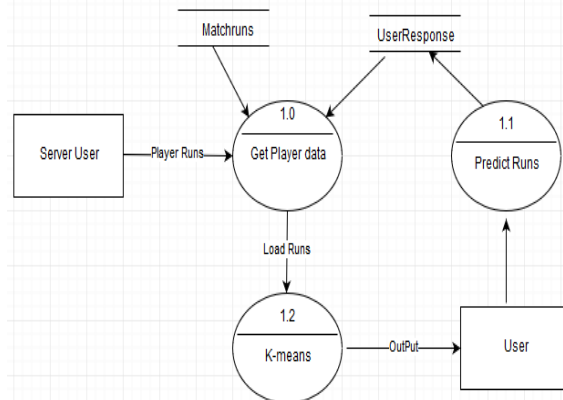 Matchruns
UserResponse
1.0
Get Player data
1.1
Predict Runs
Server User
Player Runs
Load Runs
1.2
K-means
OutPut
User